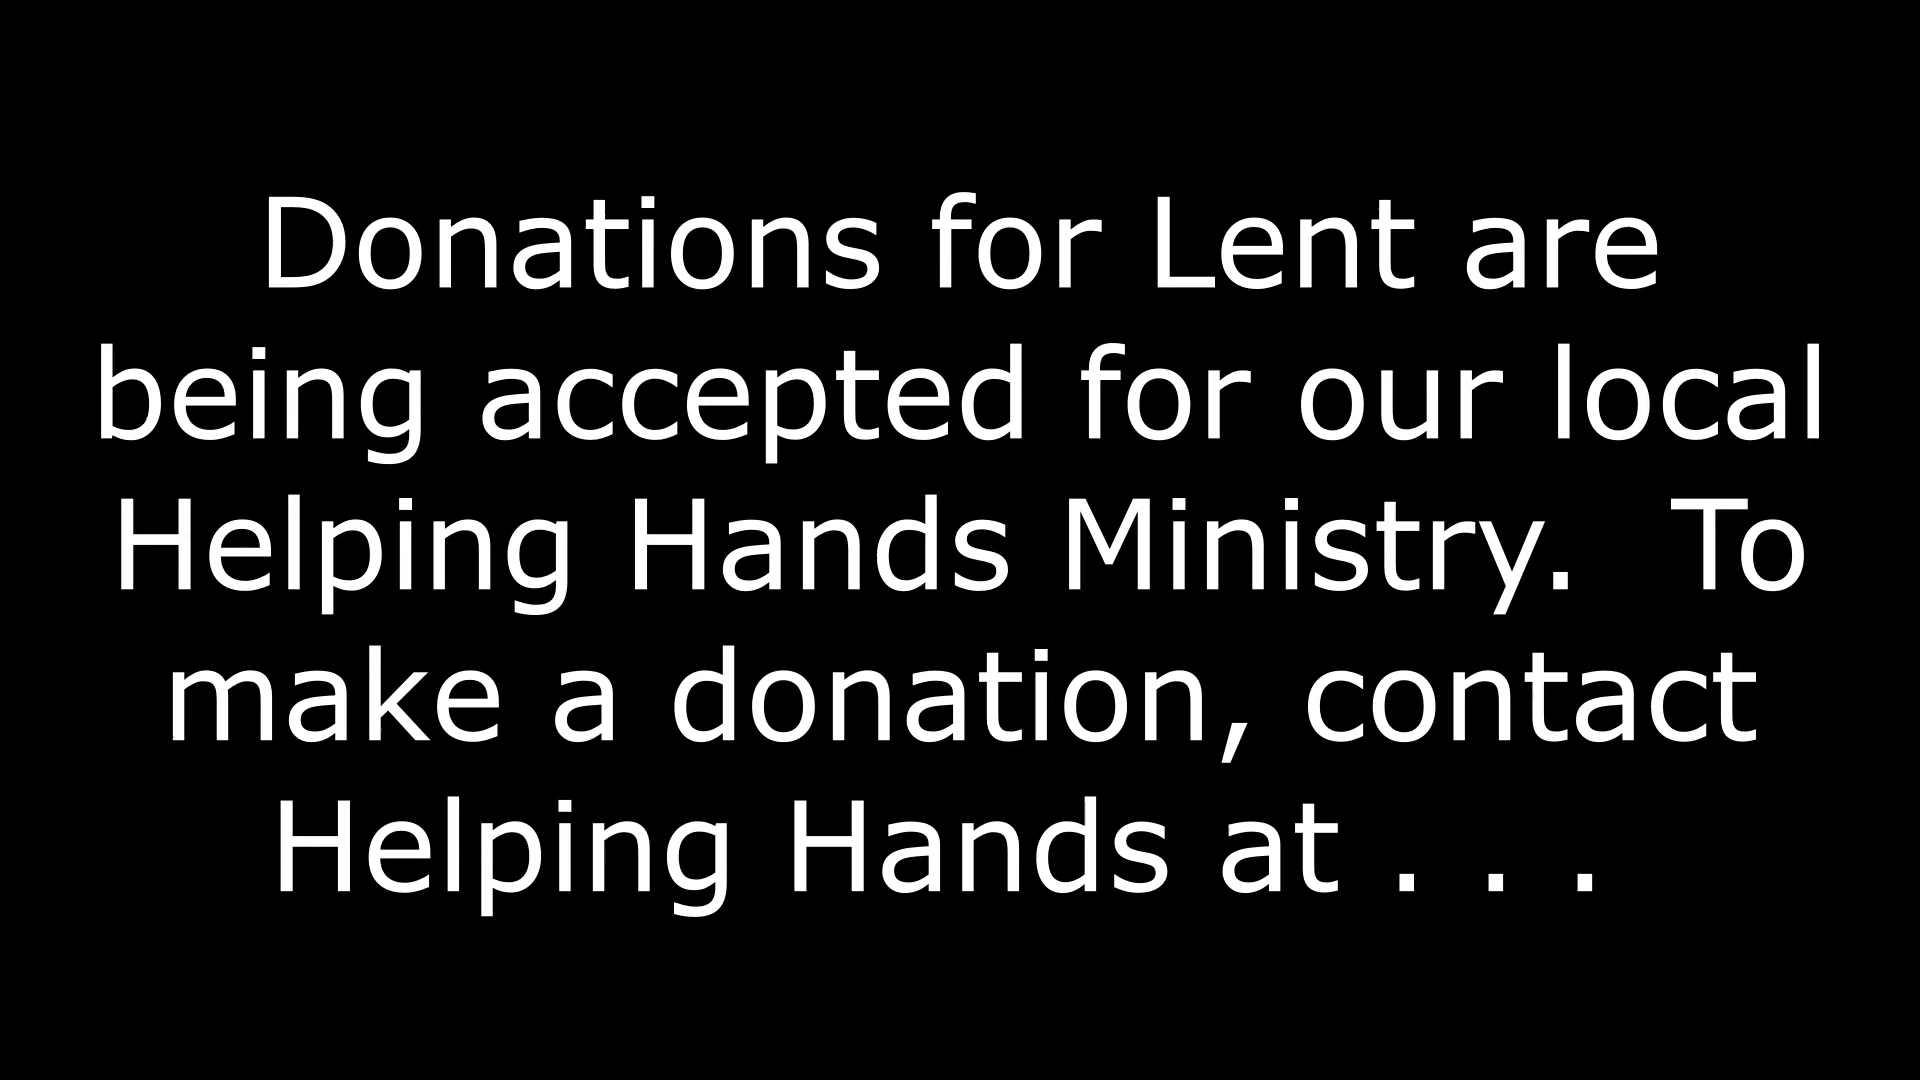 Donations for Lent are
being accepted for our local
Helping Hands Ministry.  To
make a donation, contact
Helping Hands at . . .